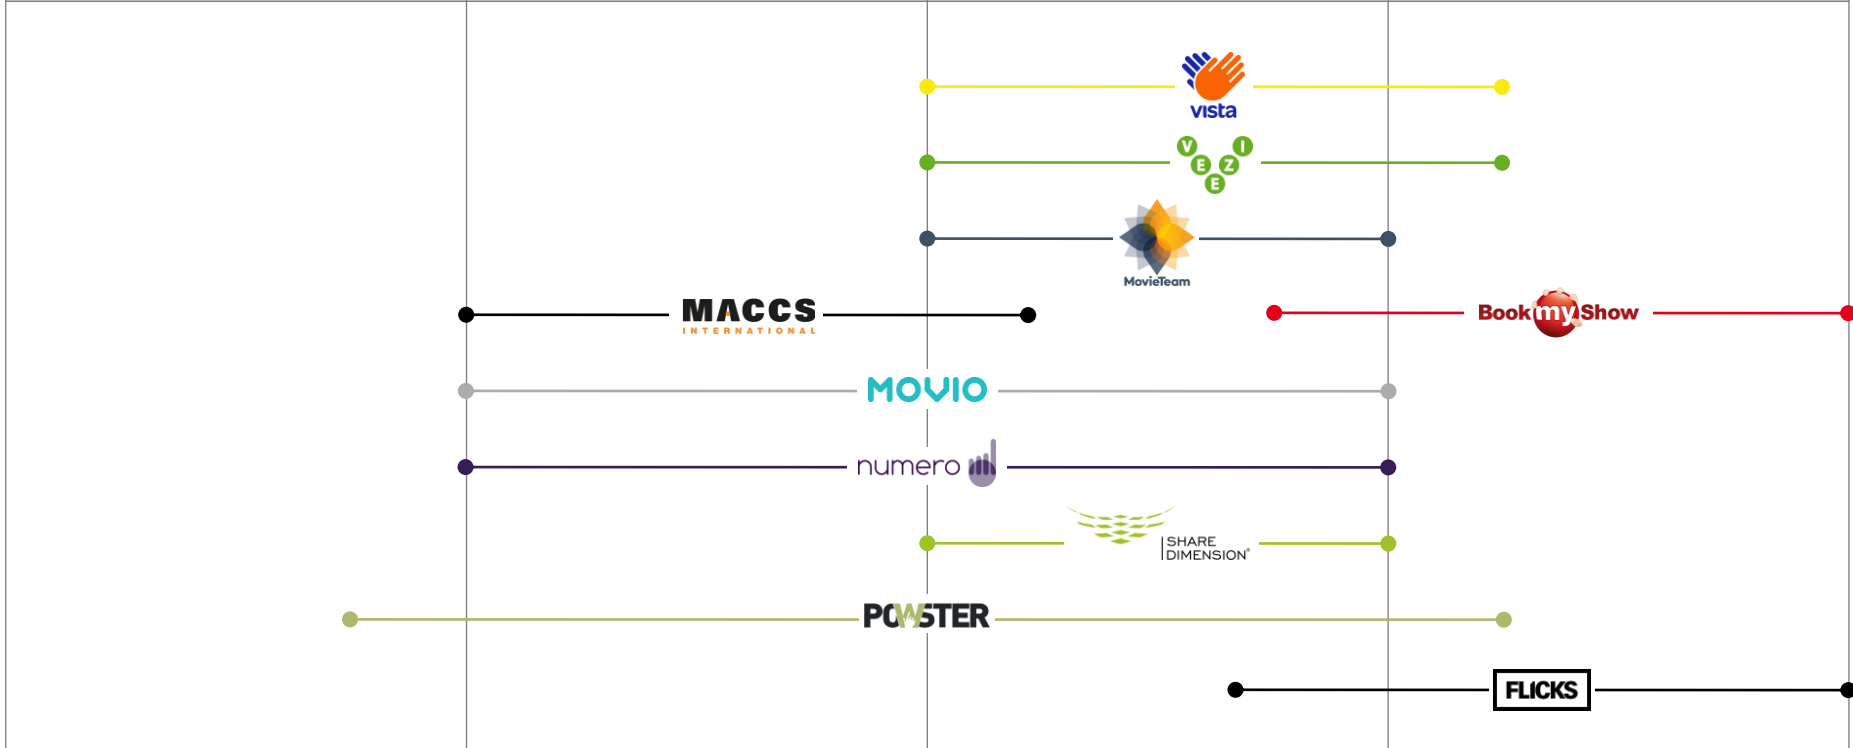 vista
V
I
E
Z
E
MovieTeam
MACCS
INTERNATIONAL
BookmyShow
MOVIO
numero
SHARE
DIMENSION®
POWSTER
FLICKS